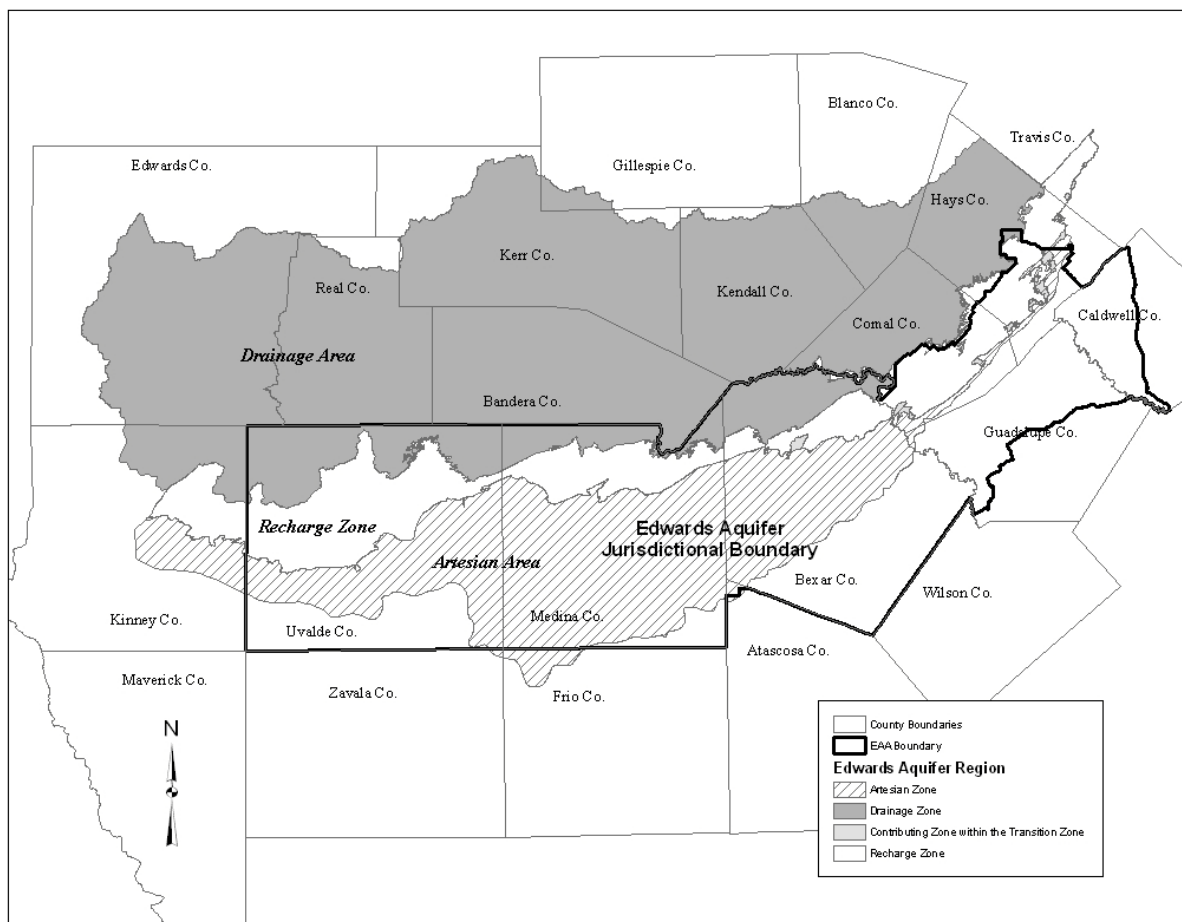 Blanco Co.
Travis Co.
Edwards Co.
Gillespie Co.
Hays Co.
Kerr Co.
Real Co.
Kendall Co.
Caldwell Co.
Comal Co.
Drainage Area
Bandera Co.
Guadalupe Co.
Recharge Zone
Edwards Aquifer
Jurisdictional Boundary
Artesian Area
Bexar Co.
Wilson Co.
Kinney Co.
Medina Co.
Uvalde Co.
Atascosa Co.
Maverick Co.
Zavala Co.
Frio Co.
N
County Boundaries
EAA Boundary
Edwards Aquifer Region
Artesian Zone
Drainage Zone
Contributing Zone within the Transition Zone
Recharge Zone